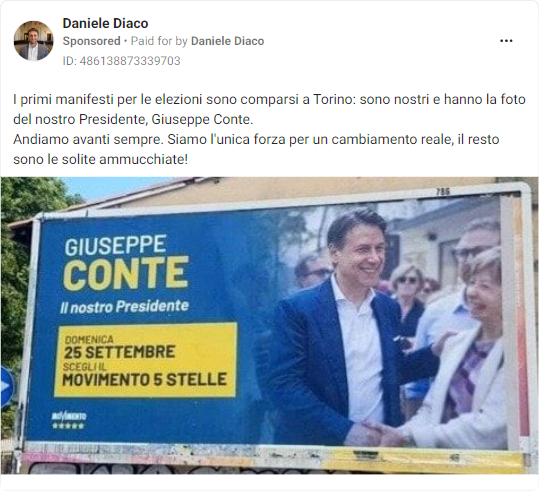 Daniele Diaco
Sponsored • Paid for by Daniele Diaco
ID: 486138873339703
I primi manifesti per le elezioni sono comparsi a Torino: sono nostri e hanno la foto
del nostro Presidente, Giuseppe Conte.
Andiamo avanti sempre. Siamo l'unica forza per un cambiamento reale, il resto
sono le solite ammucchiate!
786
GIUSEPPE
CONTE
Il nostro Presidente
DOMENICA
25 SETTEMBRE
SCEGLI IL
MOVIMENTO 5 STELLE
MOVIMENTO